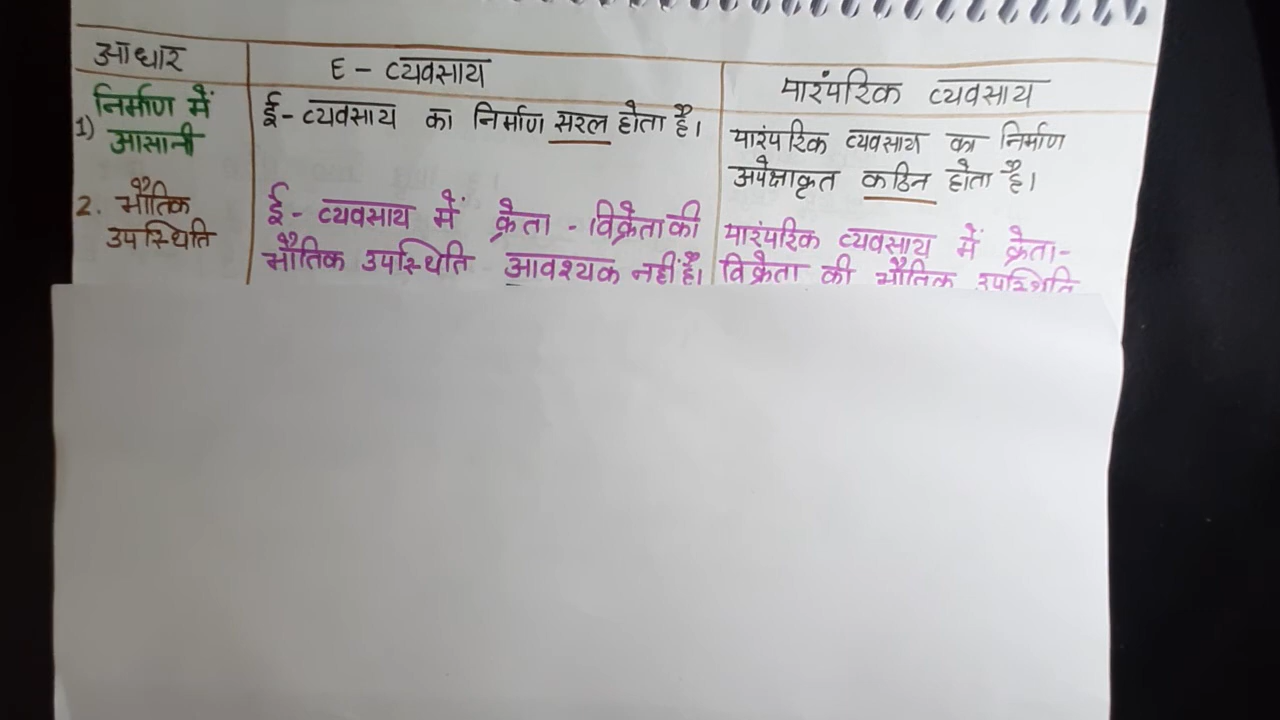 आधार
E - व्यवसाय
पारंपरिक व्यवसाय
1) निर्माण में
आसानी
ई- व्यवसाय का निर्माण सरल होता है।
पारंपरिक व्यवसाय का निर्माण
अपेक्षाकृत कठिन होता है।
2. भौतिक
उपस्थिति
ई- व्यवसाय में क्रेता - विक्रेता की
भौतिक उपस्थिति आवश्यक नहीं है।
पारंपरिक व्यवसाय में क्रेता-
विक्रेता की भौतिक उपस्थिति